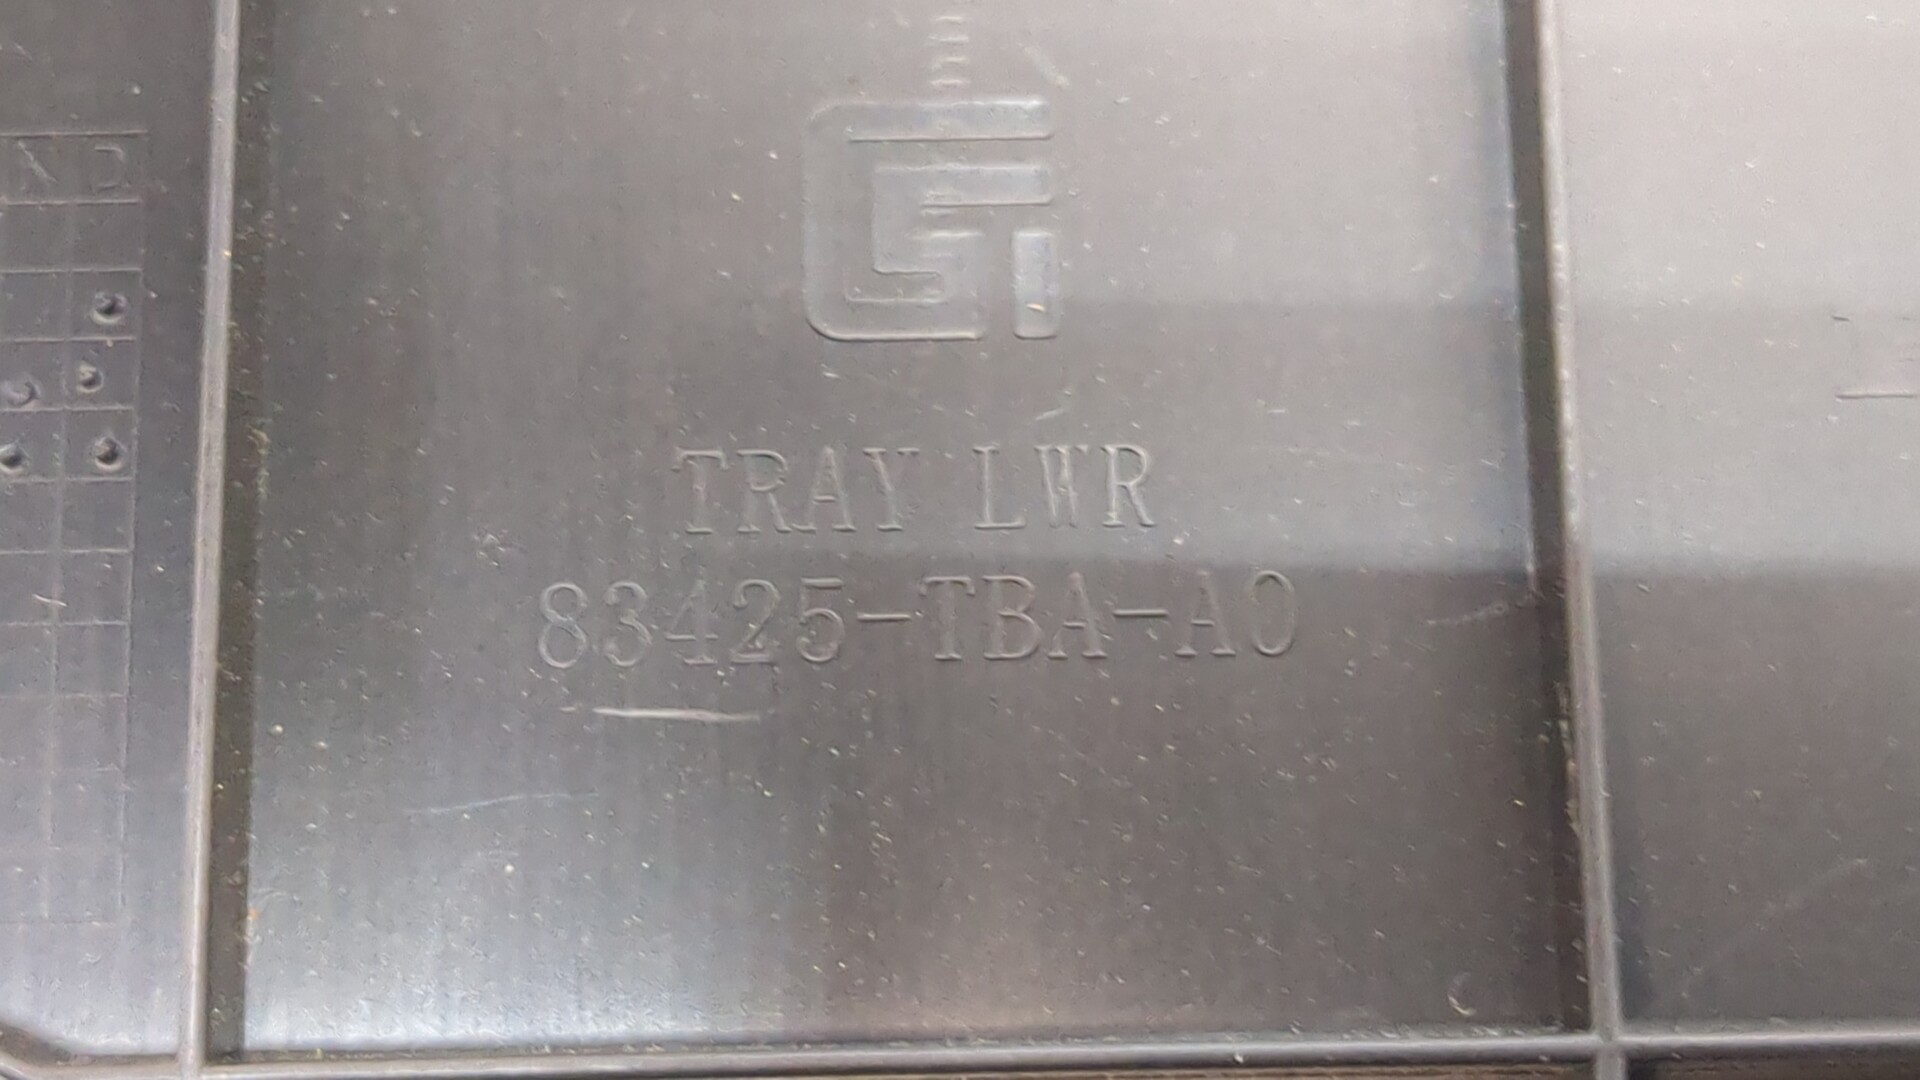 N D
TRAY LWR
83425-TBA-A0